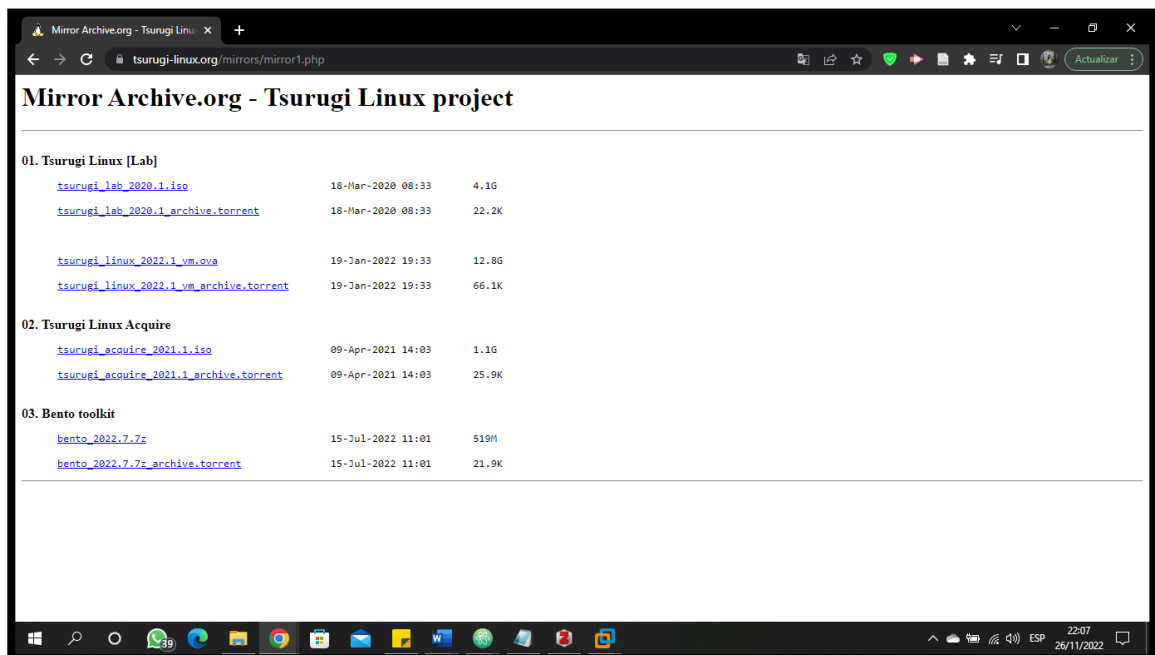 Mirror Archive.org - Tsurugi Linu
tsurugi-linux.org/mirrors/mirror1.php
Actualizar
Mirror Archive.org - Tsurugi Linux project
01. Tsurugi Linux [Lab]
tsurugi_lab_2020.1.iso 18-Mar-2020 08:33 4.1G
tsurugi_lab_2020.1_archive.torrent 18-Mar-2020 08:33 22.2K
tsurugi_linux_2022.1_vm.ova 19-Jan-2022 19:33 12.8G
tsurugi_linux_2022.1_vm_archive.torrent 19-Jan-2022 19:33 66.1K
02. Tsurugi Linux Acquire
tsurugi_acquire_2021.1.iso 09-Apr-2021 14:03 1.1G
tsurugi_acquire_2021.1_archive.torrent 09-Apr-2021 14:03 25.9K
03. Bento toolkit
bento_2022.7.7z 15-Jul-2022 11:01 519M
bento_2022.7.7z_archive.torrent 15-Jul-2022 11:01 21.9K
39
ESP
22:07
26/11/2022